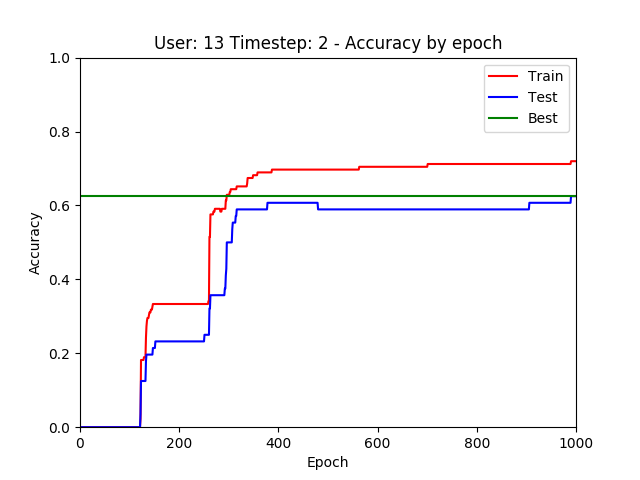 User: 13 Timestep: 2 - Accuracy by epoch
1.0
0.8
0.6
0.4
0.2
0.0
Accuracy
Train
Test
Best
0 200 400 600 800 1000
Epoch